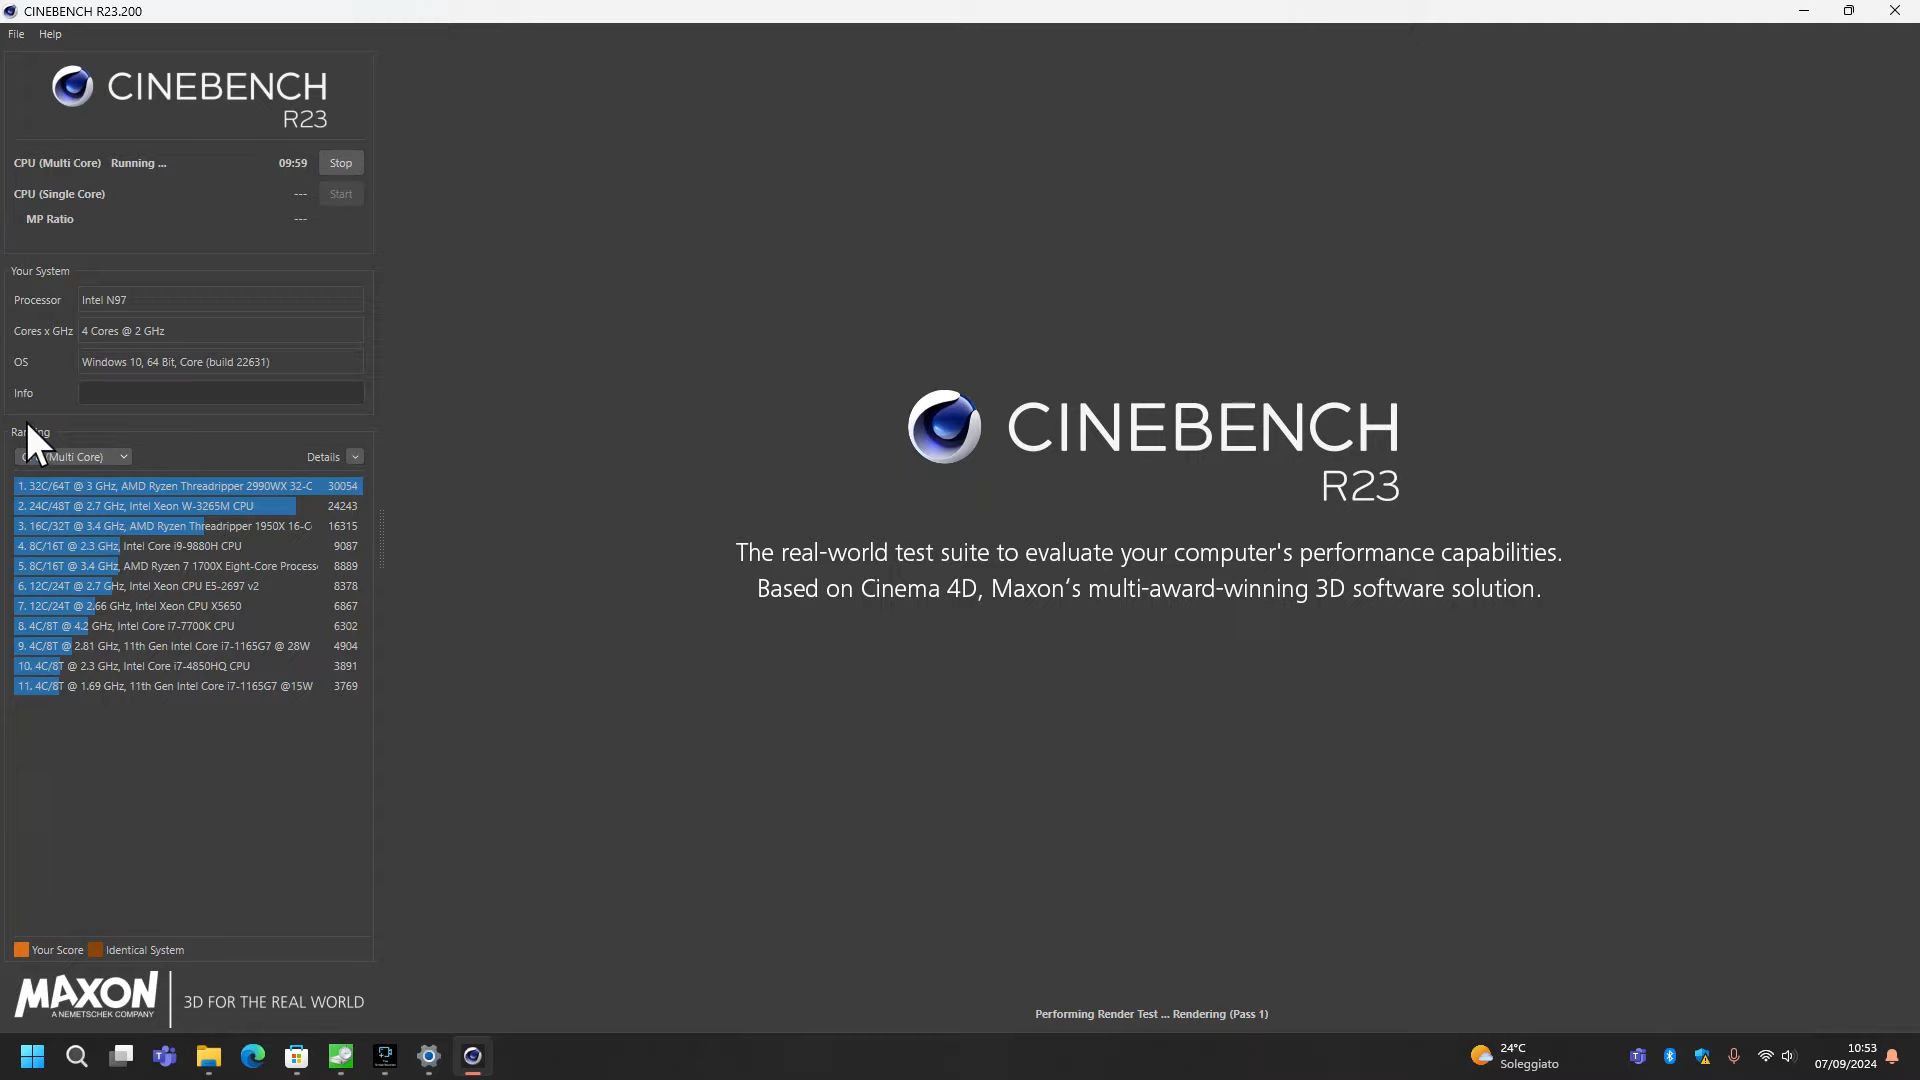 CINEBENCH R23.200
File Help
CINEBENCH
R23
CPU (Multi Core) Running ... 09:59 Stop
CPU (Single Core) --- Start
MP Ratio ---
Your System
Processor Intel N97
Cores x GHz 4 Cores @ 2 GHz
OS Windows 10, 64 Bit, Core (build 22631)
Info
(Multi Core) Details
1. 32C/64T @ 3 GHz, AMD Ryzen Threadripper 2990WX 32-C 30054
2. 24C/48T @ 2.7 GHz, Intel Xeon W-3265M CPU 24243
3. 16C/32T @ 3.4 GHz, AMD Ryzen Threadripper 1950X 16-C 16315
4. 8C/16T @ 2.3 GHz, Intel Core i9-9880H CPU 9087
5. 8C/16T @ 3.4 GHz, AMD Ryzen 7 1700X Eight-Core Process 8889
6. 12C/24T @ 2.7 GHz, Intel Xeon CPU E5-2697 v2 8378
7. 12C/24T @ 2.66 GHz, Intel Xeon CPU X5650 6867
8. 4C/8T @ 4.2 GHz, Intel Core i7-7700K CPU 6302
9. 4C/8T @ 2.81 GHz, 11th Gen Intel Core i7-1165G7 @ 28W 4904
10. 4C/8T @ 2.3 GHz, Intel Core i7-4850HQ CPU 3891
11. 4C/8T @ 1.69 GHz, 11th Gen Intel Core i7-1165G7 @15W 3769
Your Score Identical System
MAXON
A NEMETSCHEK COMPANY
3D FOR THE REAL WORLD
CINEBENCH
R23
The real-world test suite to evaluate your computer's performance capabilities.
Based on Cinema 4D, Maxon’s multi-award-winning 3D software solution.
Performing Render Test ... Rendering (Pass 1)
24°C
Soleggiato
10:53
07/09/2024